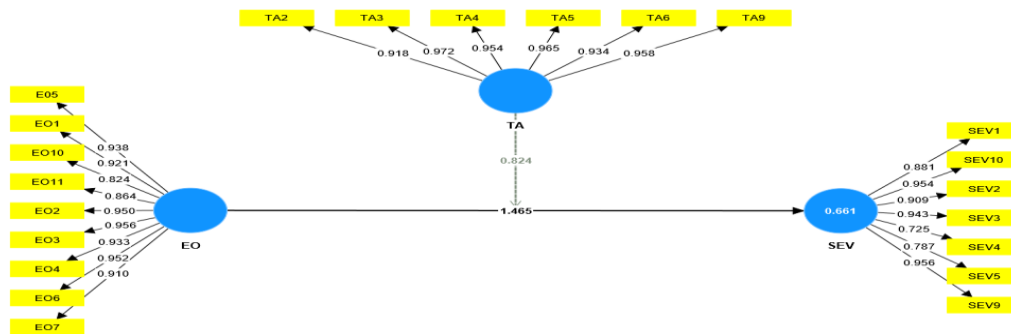 TA2 TA3 TA4 TA5 TA6 TA9
0.918 0.972 0.954 0.965 0.934 0.958
TA
0.824
E05
EO1
EO10
EO11
EO2
EO3
EO4
EO6
EO7
0.938
0.921
0.824
0.864
0.950
0.956
0.933
0.952
0.910
EO
1.465
0.661
SEV
0.881
0.954
0.909
0.943
0.725
0.787
0.956
SEV1
SEV10
SEV2
SEV3
SEV4
SEV5
SEV9